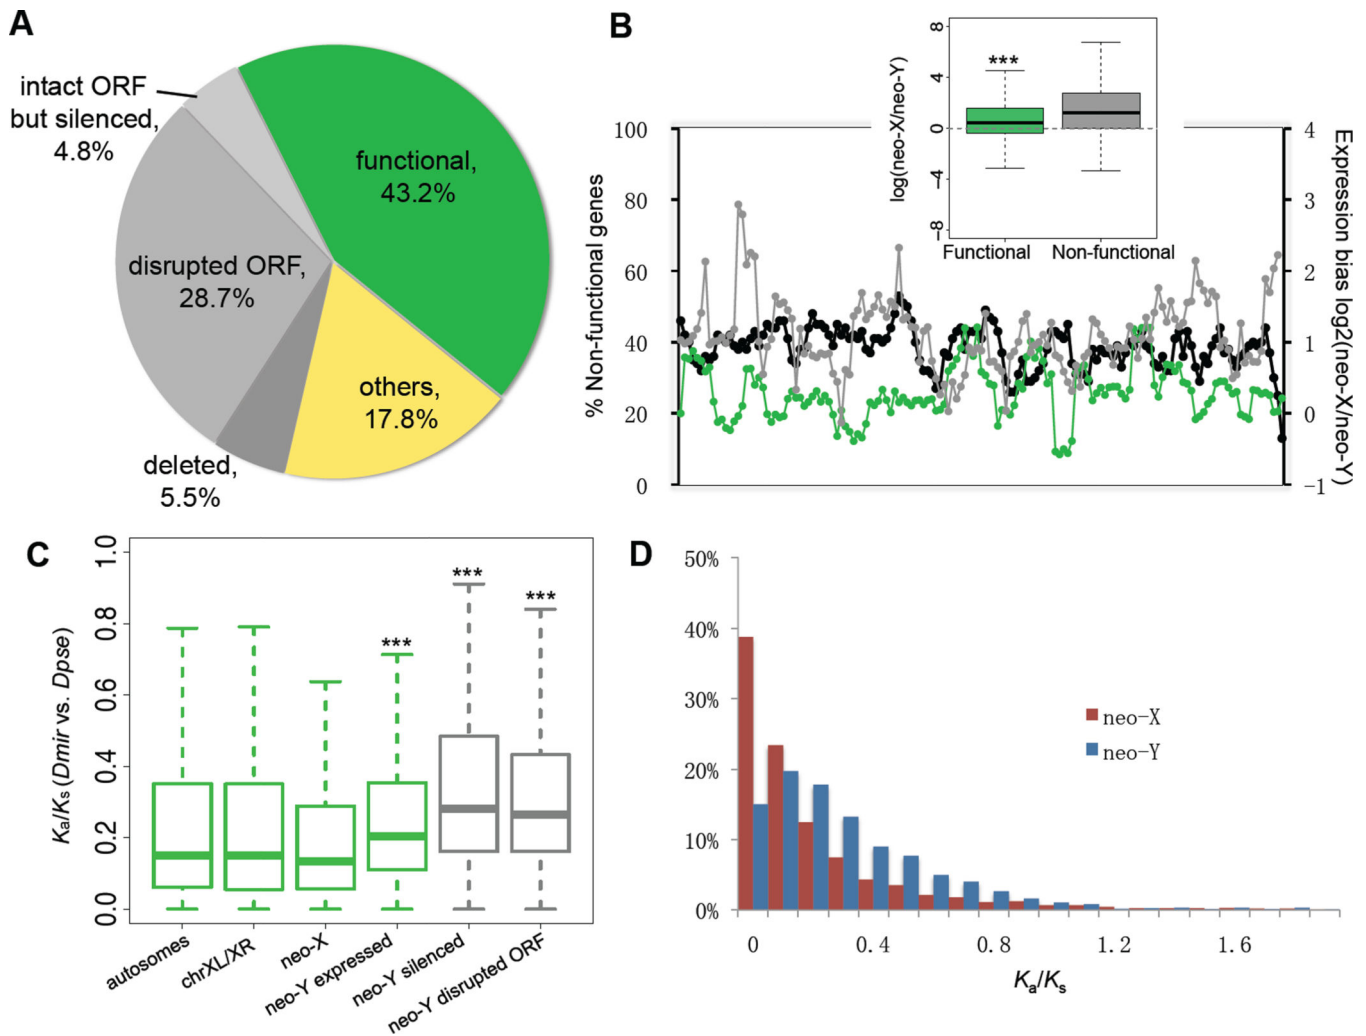 A
intact ORF
but silenced,
4.8%
functional,
43.2%
disrupted ORF,
28.7%
others,
17.8%
deleted,
5.5%
B
% Non-functional genes
100
80
60
40
20
0
log(neo-X/neo-Y)
8
4
0
-4
-8
***
Functional
Non-functional
4
3
2
1
0
-1
Expression bias log2(neo-X/neo-Y)
C
Ka/Ks (Dmir vs. Dpse)
1.0
0.8
0.6
0.4
0.2
0.0
***
***
***
autosomes
chrXL/XR
neo-X
neo-Y expressed
neo-Y silenced
neo-Y disrupted ORF
D
50%
40%
30%
20%
10%
0%
neo-X
neo-Y
0
0.4
0.8
1.2
1.6
Ka/Ks